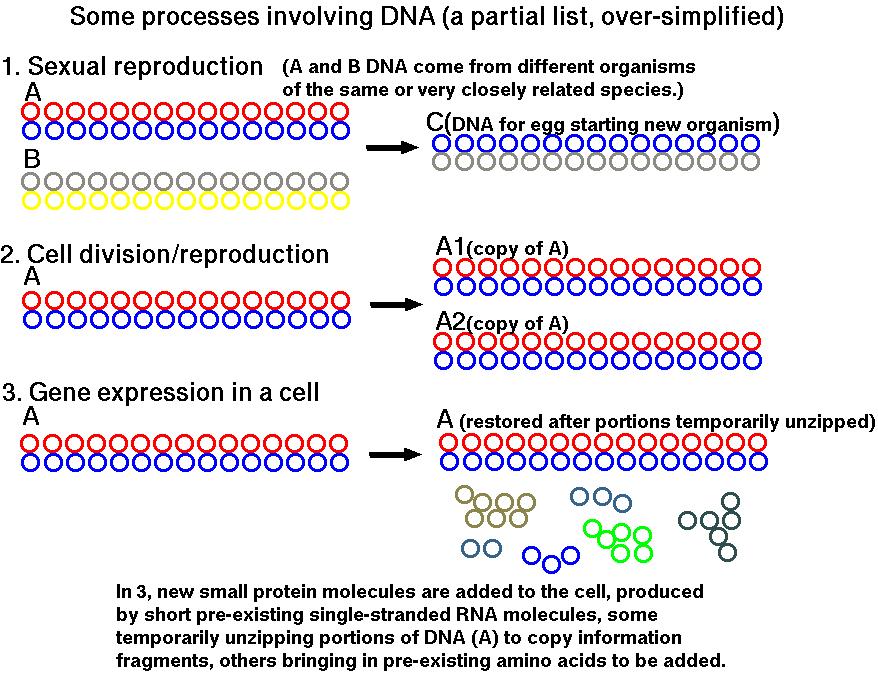 Some processes involving DNA (a partial list, over-simplified)
1. Sexual reproduction (A and B DNA come from different organisms
of the same or very closely related species.)
A
C(DNA for egg starting new organism)
B
2. Cell division/reproduction
A1(copy of A)
A
A2(copy of A)
3. Gene expression in a cell
A
A (restored after portions temporarily unzipped)
In 3, new small protein molecules are added to the cell, produced
by short pre-existing single-stranded RNA molecules, some
temporarily unzipping portions of DNA (A) to copy information
fragments, others bringing in pre-existing amino acids to be added.